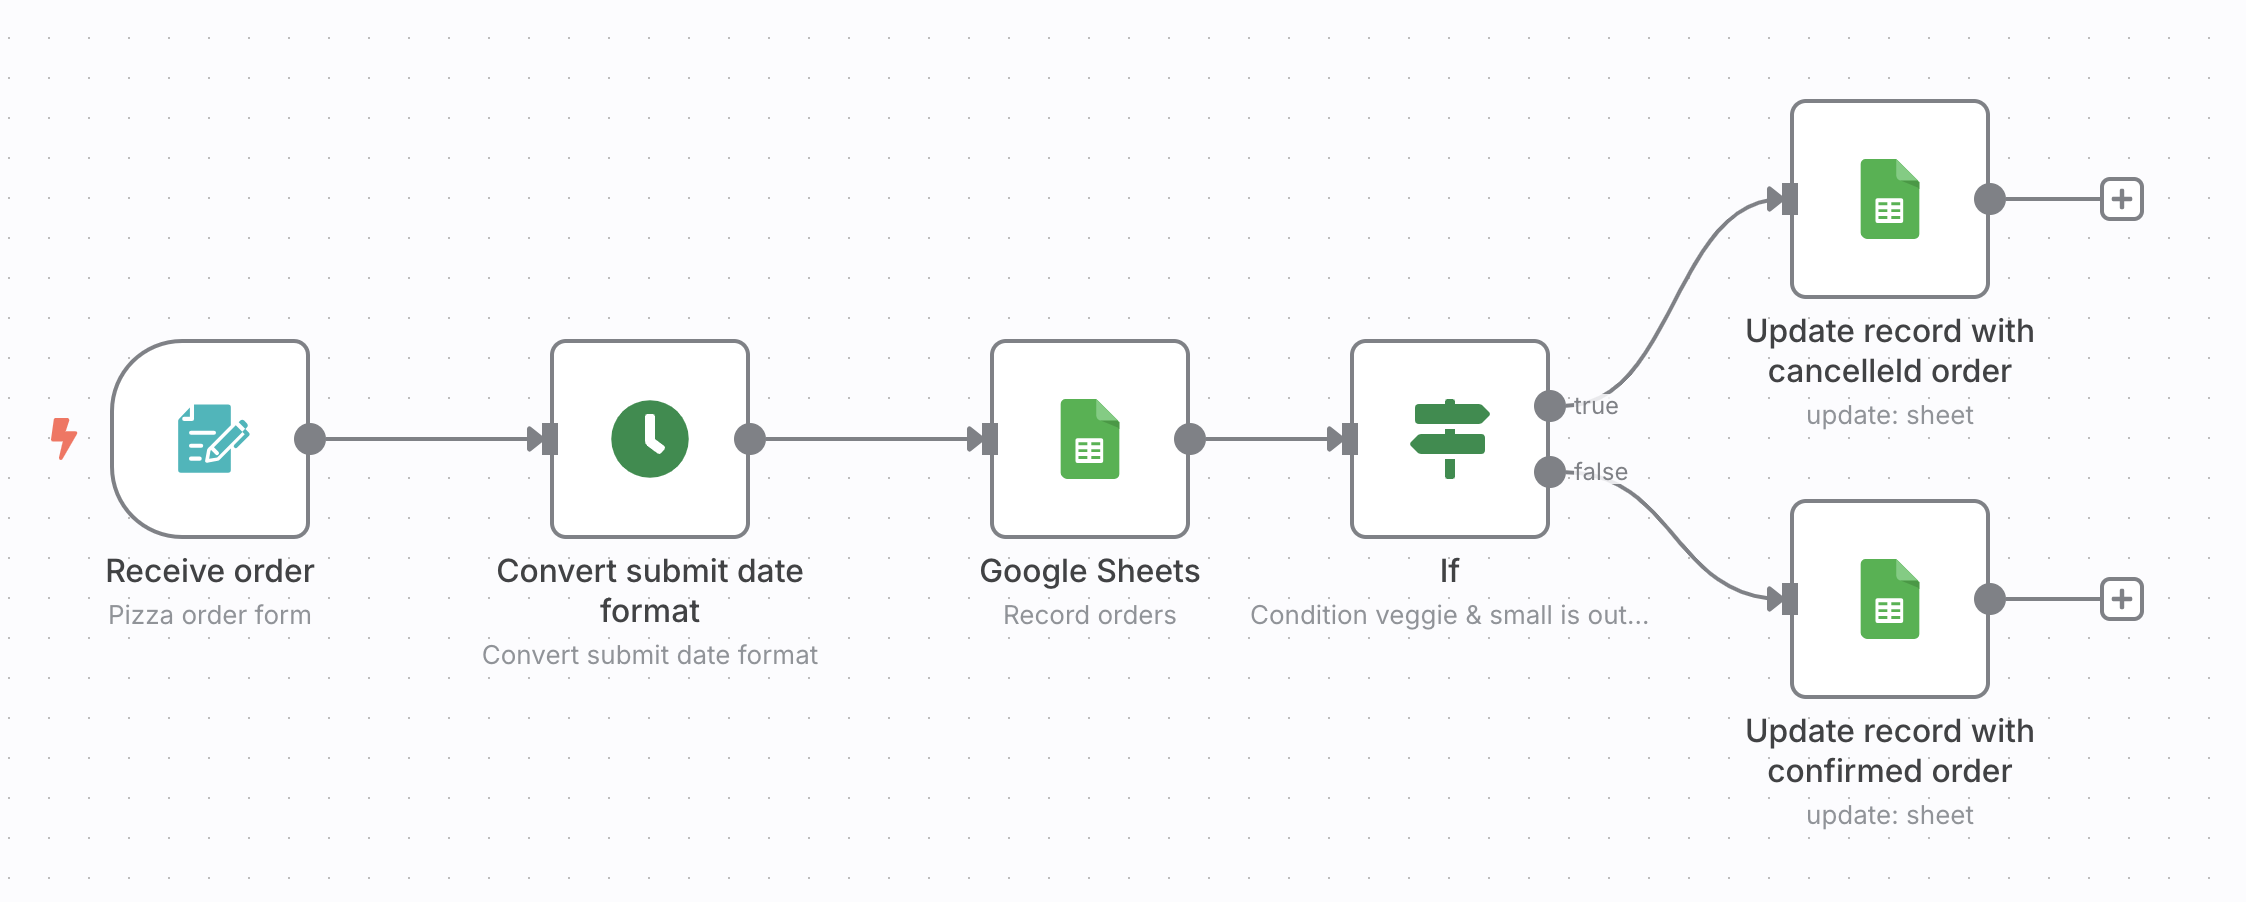 Receive order
Pizza order form
Convert submit date
format
Convert submit date format
Google Sheets
Record orders
If
Condition veggie & small is out...
true
false
Update record with
cancelleld order
update: sheet
Update record with
confirmed order
update: sheet